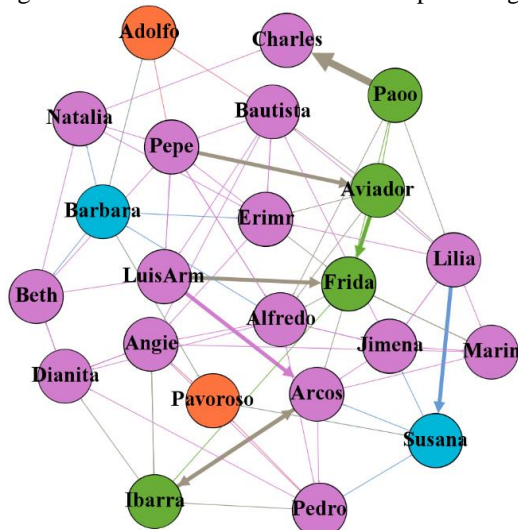 Adolfo
Charles
Paoo
Natalia
Bautista
Pepe
Aviador
Barbara
Erimr
Lilia
LuisArm
Frida
Beth
Alfredo
Angie
Jimena
Marin
Dianita
Pavoroso
Arcos
Susana
Ibarra
Pedro